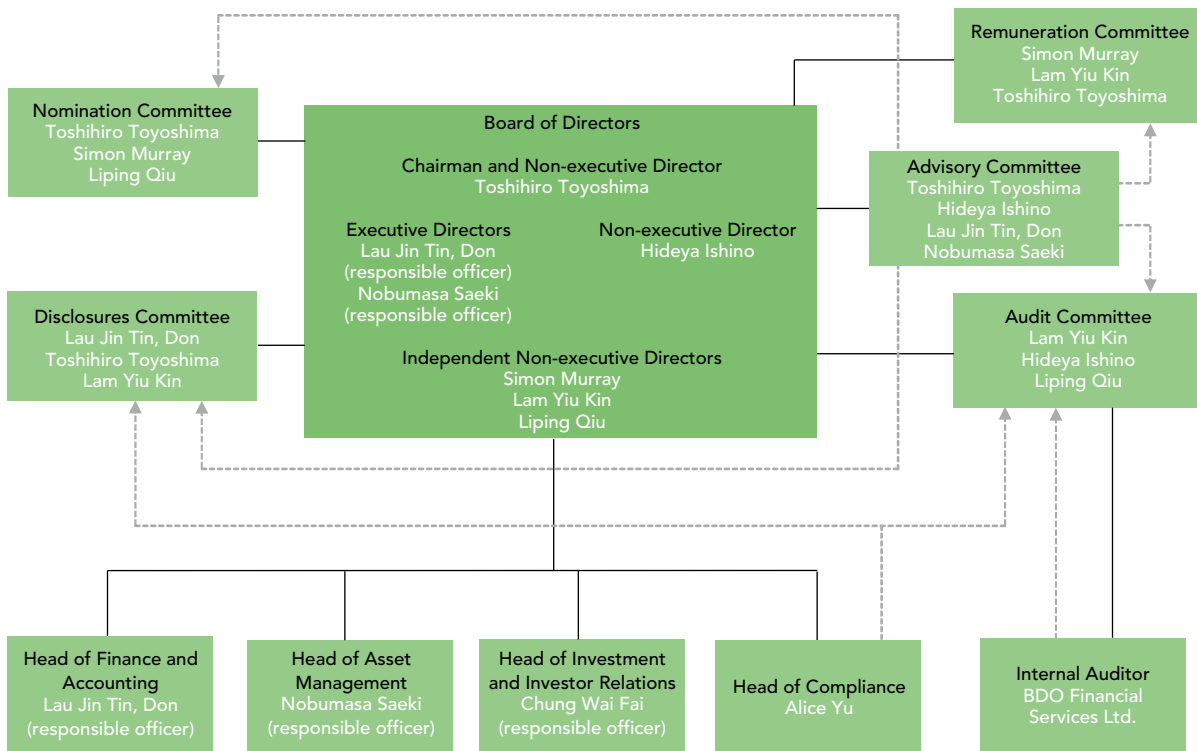 Remuneration Committee
Simon Murray
Lam Yiu Kin
Toshihiro Toyoshima
Nomination Committee
Toshihiro Toyoshima
Simon Murray
Liping Qiu
Board of Directors
Chairman and Non-executive Director
Toshihiro Toyoshima
Executive Directors
Lau Jin Tin, Don
(responsible officer)
Nobumasa Saeki
(responsible officer)
Non-executive Director
Hideya Ishino
Independent Non-executive Directors
Simon Murray
Lam Yiu Kin
Liping Qiu
Advisory Committee
Toshihiro Toyoshima
Hideya Ishino
Lau Jin Tin, Don
Nobumasa Saeki
Disclosures Committee
Lau Jin Tin, Don
Toshihiro Toyoshima
Lam Yiu Kin
Audit Committee
Lam Yiu Kin
Hideya Ishino
Liping Qiu
Head of Finance and
Accounting
Lau Jin Tin, Don
(responsible officer)
Head of Asset
Management
Nobumasa Saeki
(responsible officer)
Head of Investment
and Investor Relations
Chung Wai Fai
(responsible officer)
Head of Compliance
Alice Yu
Internal Auditor
BDO Financial
Services Ltd.